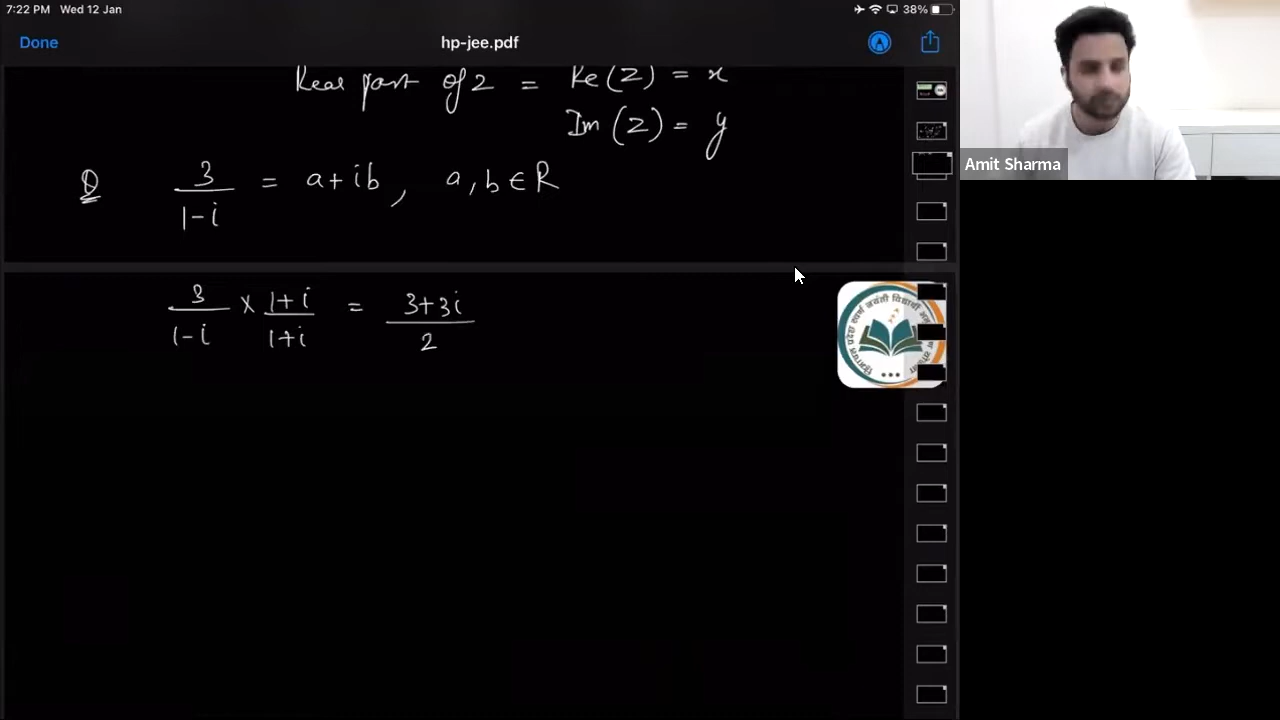 7:22 PM Wed 12 Jan
38%
Done
hp-jee.pdf
Real part of z = Re(z) = x
Im(z) = y
Amit Sharma
Q 3/(1-i) = a+ib, a,b∈R
3/(1-i) × (1+i)/(1+i) = (3+3i)/2